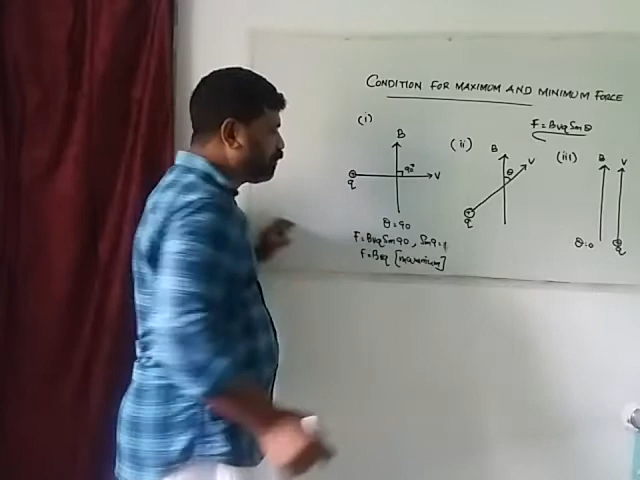 CONDITION FOR MAXIMUM AND MINIMUM FORCE
F = Bvq Sin θ
(i)
B
90°
q
V
θ = 90
F = Bvq Sin 90, Sin 90 = 1
F = Bvq [maximum]
(ii)
B
V
θ
q
(iii)
B
V
θ = 0
q